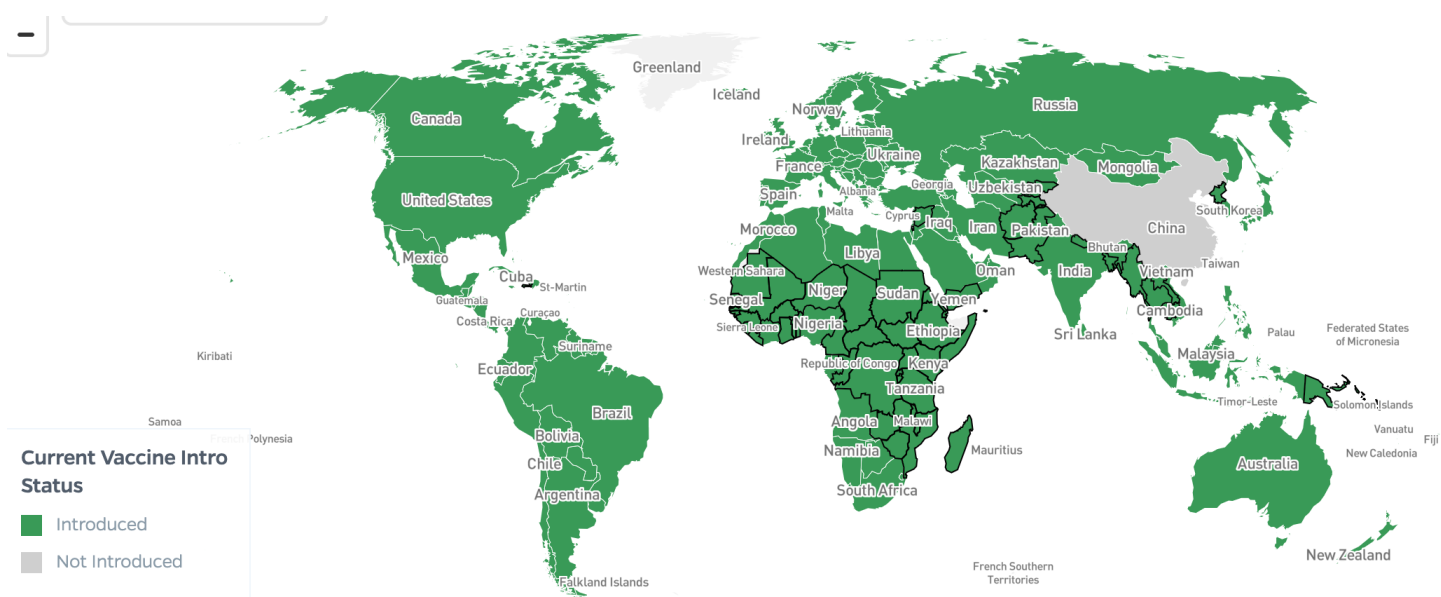 Greenland
Iceland
Norway
Russia
Canada
Lithuania
Ireland
Ukraine
France
Kazakhstan
Mongolia
Georgia
Uzbekistan
Spain
Albania
United States
Malta
Cyprus
South Korea
Morocco
Iraq
Iran
Pakistan
China
Libya
Bhutan
Mexico
Western Sahara
Oman
India
Vietnam
Taiwan
Cuba
St-Martin
Niger
Sudan
Guatemala
Senegal
Yemen
Cambodia
Curaçao
Costa Rica
Sierra Leone
Nigeria
Ethiopia
Sri Lanka
Palau
Federated States
of Micronesia
Suriname
Kiribati
Malaysia
Ecuador
Republic of Congo
Kenya
Tanzania
Timor-Leste
Solomon Islands
Brazil
Samoa
Angola
Malawi
Vanuatu
French Polynesia
Bolivia
Fiji
Namibia
Mauritius
New Caledonia
Chile
Australia
South Africa
Argentina
New Zealand
French Southern
Territories
Falkland Islands
Current Vaccine Intro
Status
Introduced
Not Introduced